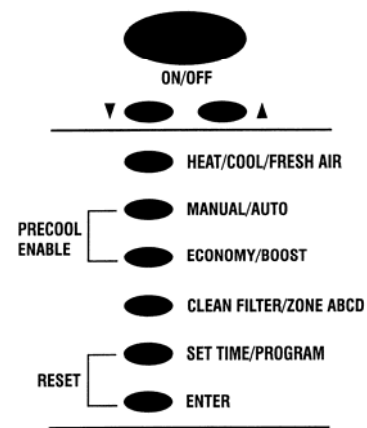 ON/OFF
▼ ▲
HEAT/COOL/FRESH AIR
MANUAL/AUTO
PRECOOL
ENABLE
ECONOMY/BOOST
CLEAN FILTER/ZONE ABCD
SET TIME/PROGRAM
RESET
ENTER